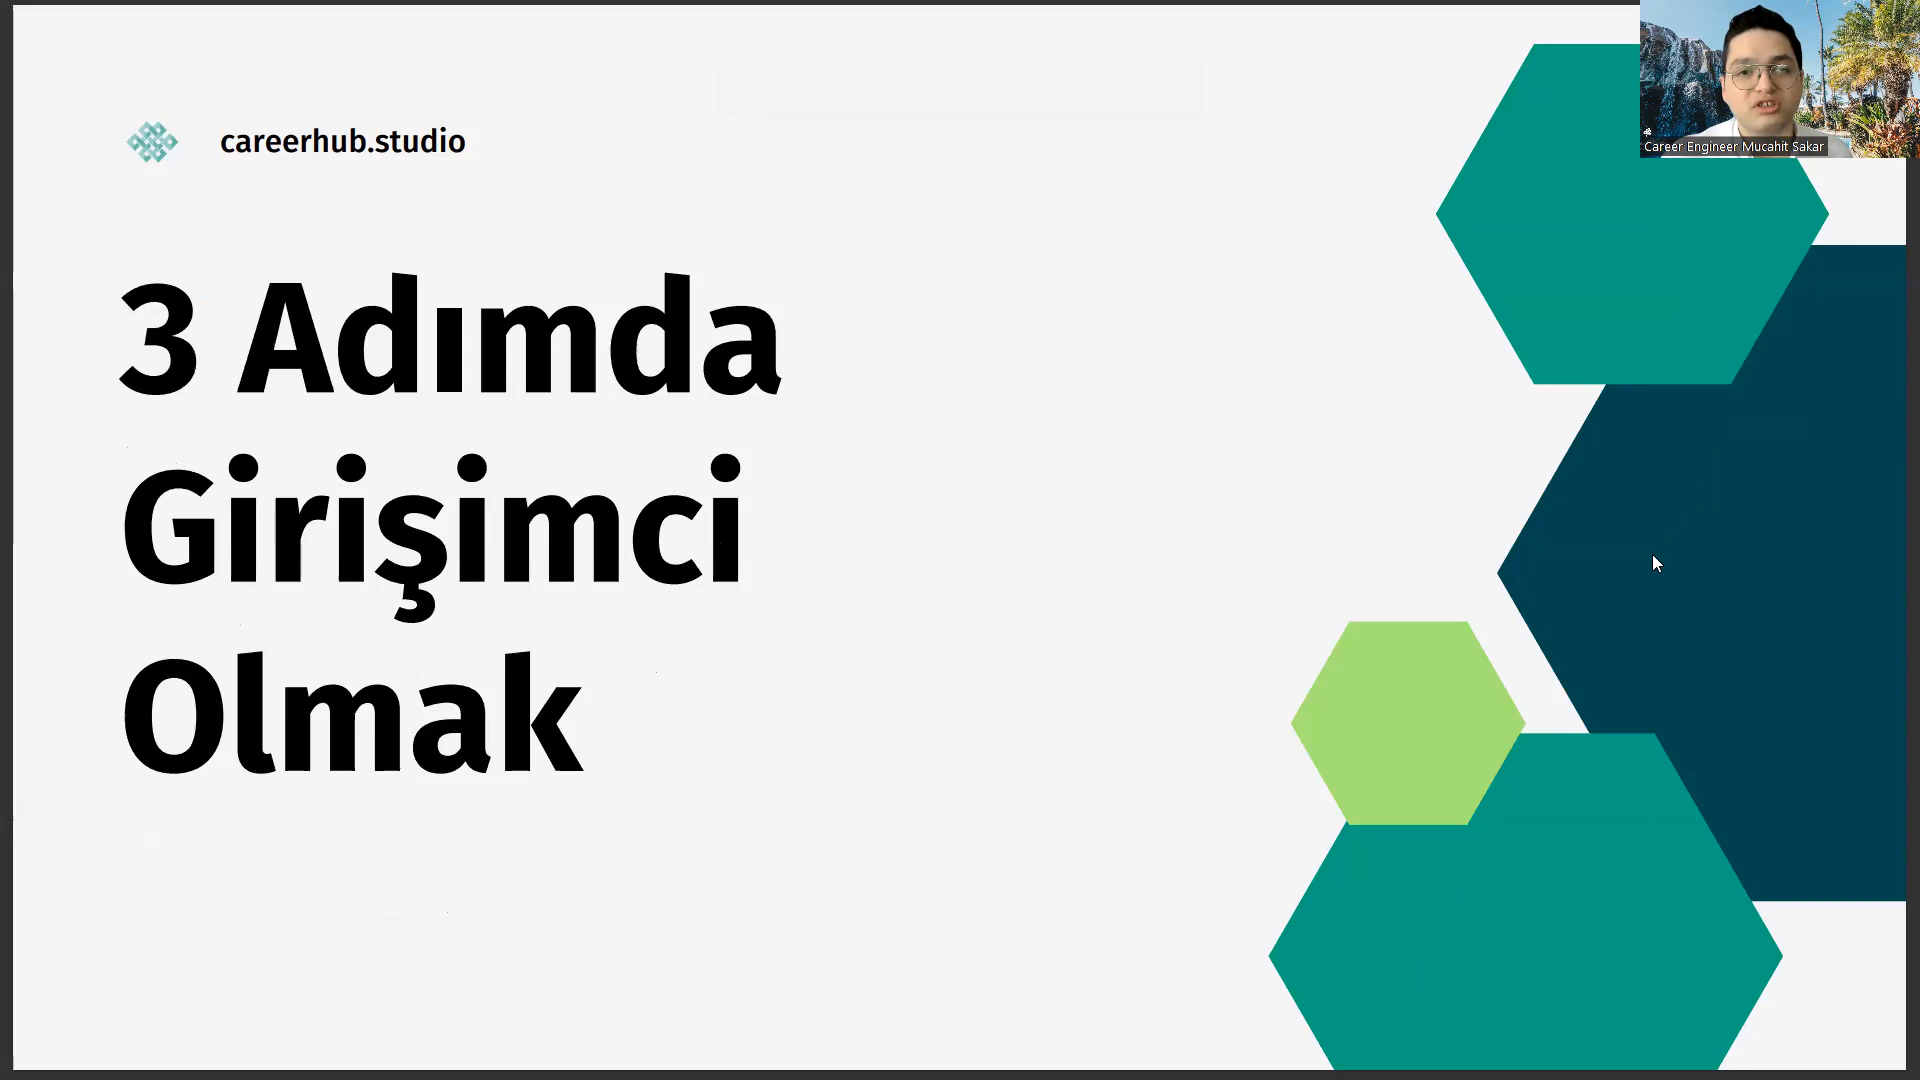 careerhub.studio
3 Adımda
Girişimci
Olmak
Career Engineer Mucahit Sakar